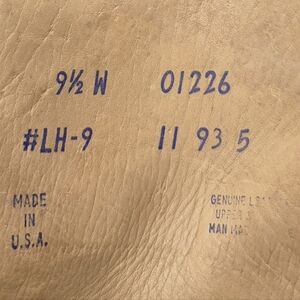 9½ W 01226
#LH-9 11 93 5
MADE
IN
U.S.A.
GENUINE
UPPER
MAN